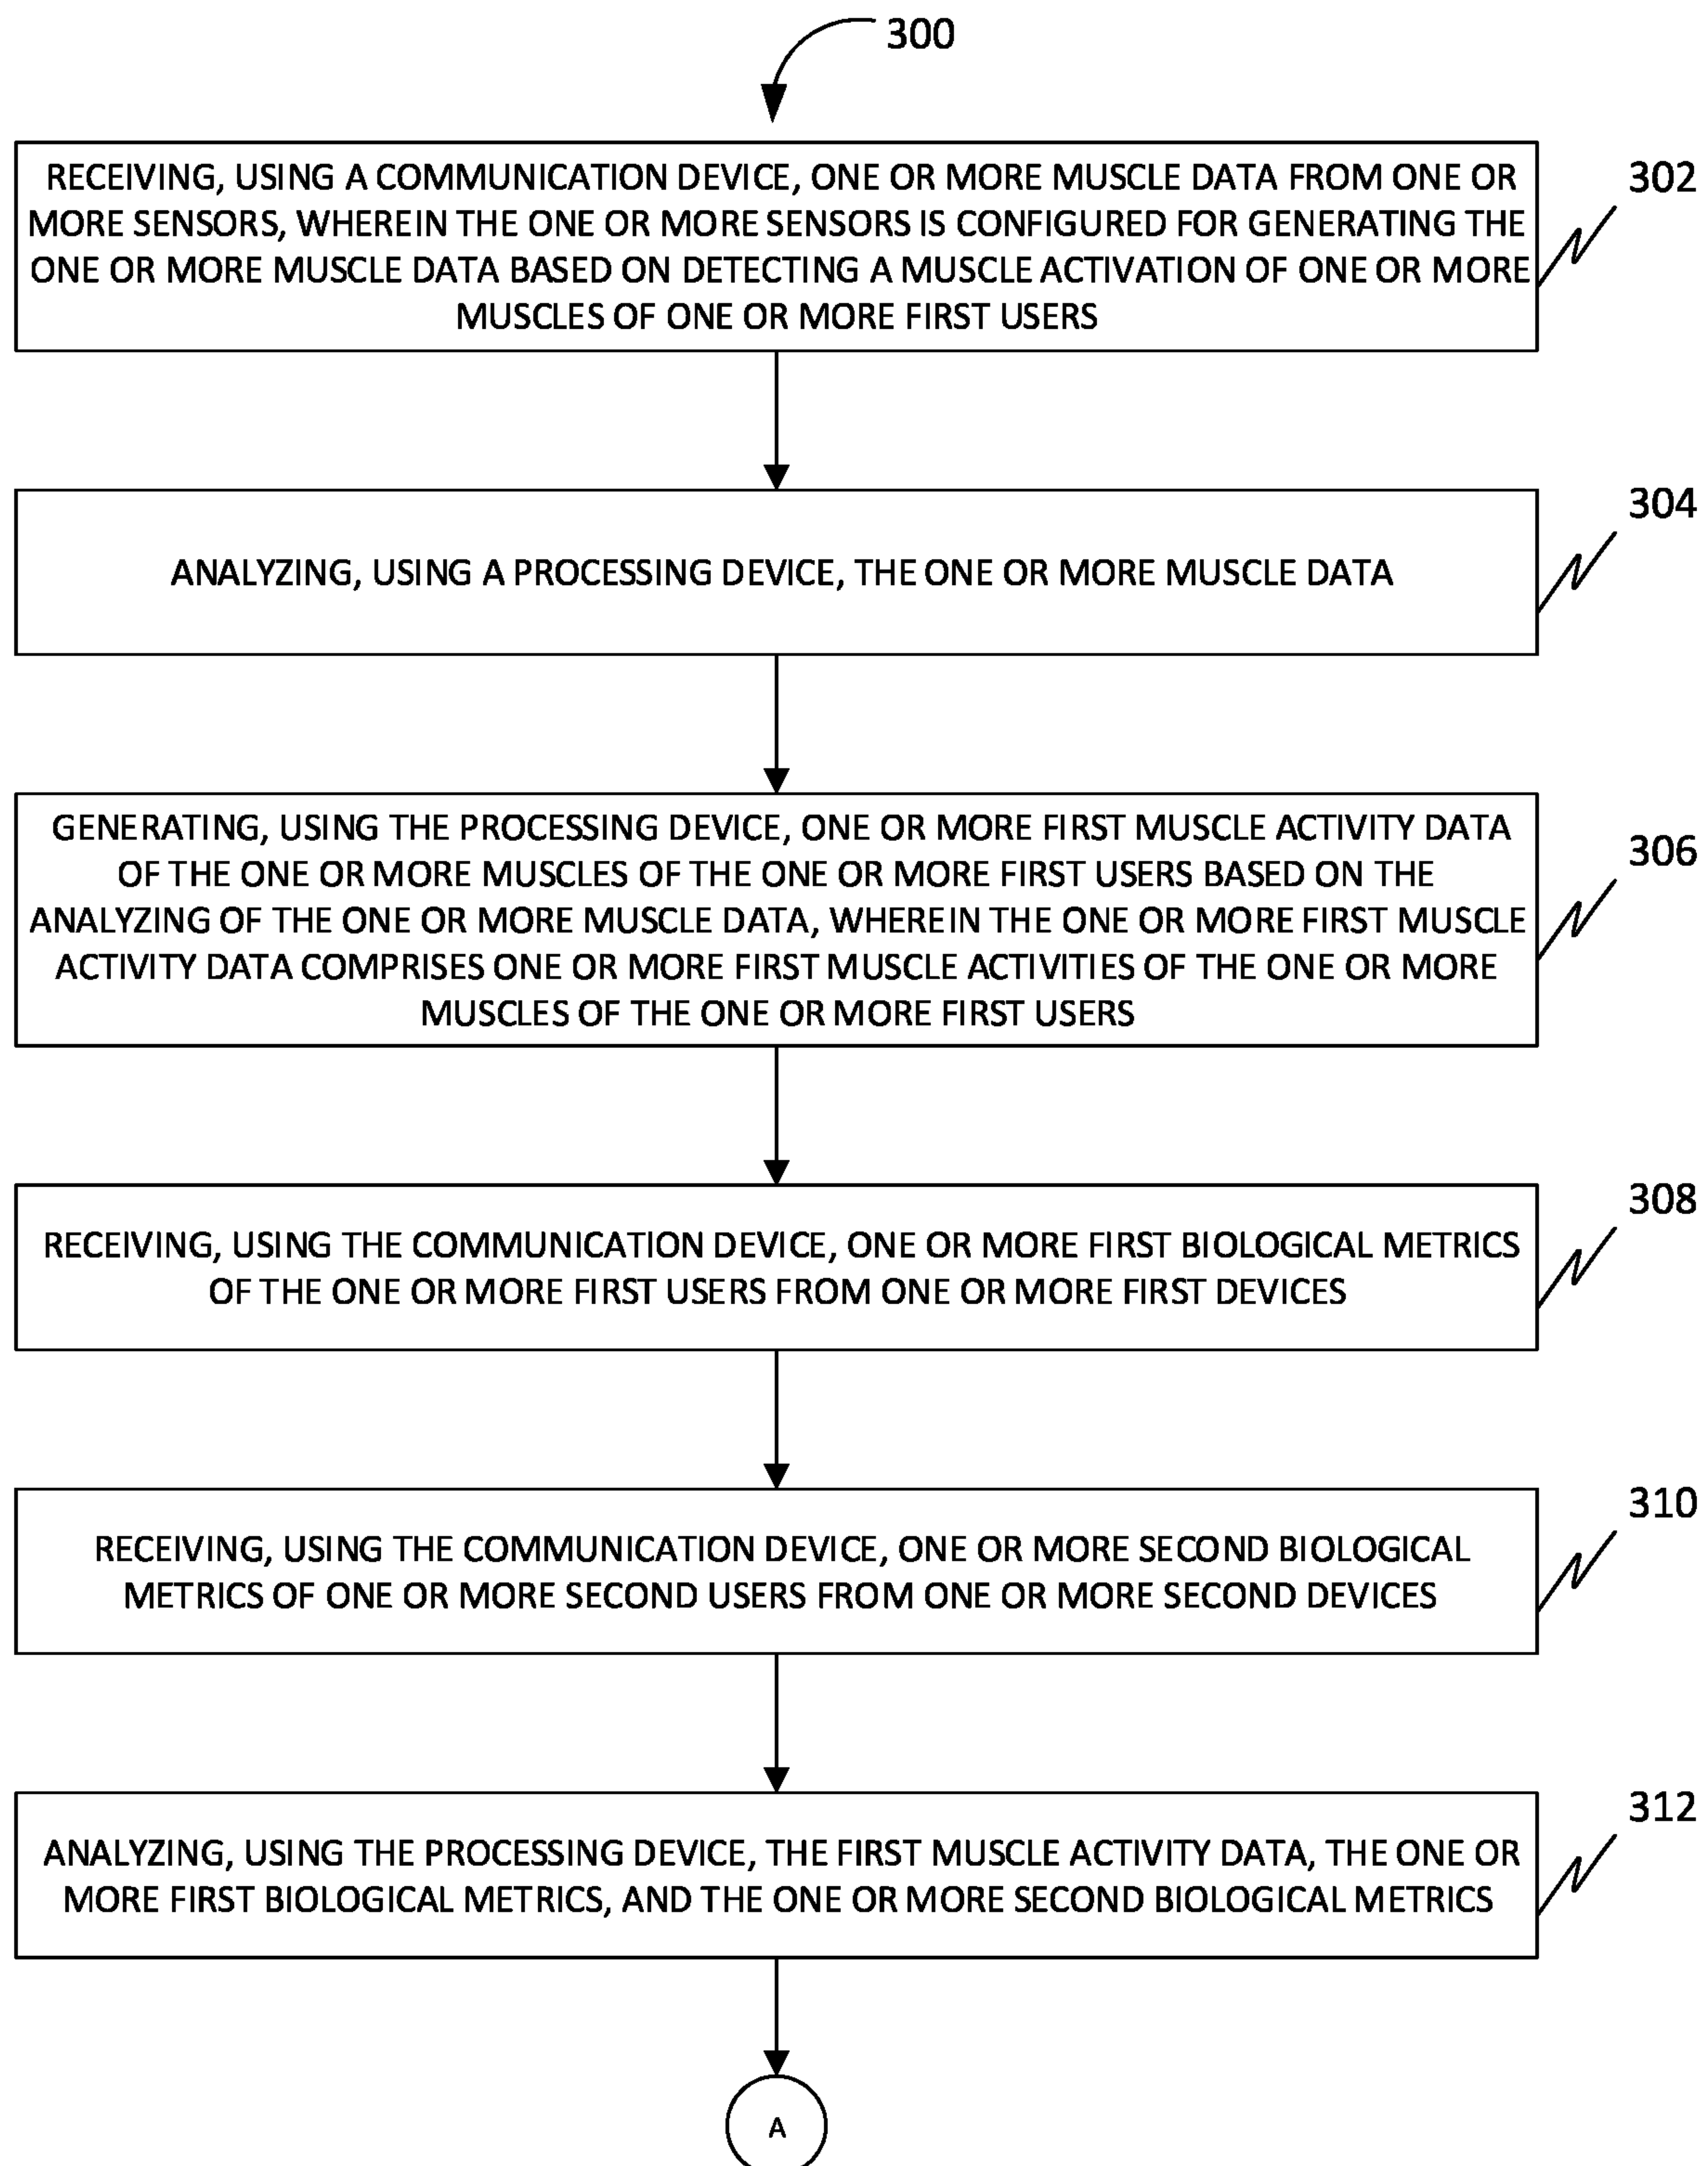 300
RECEIVING, USING A COMMUNICATION DEVICE, ONE OR MORE MUSCLE DATA FROM ONE OR
MORE SENSORS, WHEREIN THE ONE OR MORE SENSORS IS CONFIGURED FOR GENERATING THE
ONE OR MORE MUSCLE DATA BASED ON DETECTING A MUSCLE ACTIVATION OF ONE OR MORE
MUSCLES OF ONE OR MORE FIRST USERS
302
ANALYZING, USING A PROCESSING DEVICE, THE ONE OR MORE MUSCLE DATA
304
GENERATING, USING THE PROCESSING DEVICE, ONE OR MORE FIRST MUSCLE ACTIVITY DATA
OF THE ONE OR MORE MUSCLES OF THE ONE OR MORE FIRST USERS BASED ON THE
ANALYZING OF THE ONE OR MORE MUSCLE DATA, WHEREIN THE ONE OR MORE FIRST MUSCLE
ACTIVITY DATA COMPRISES ONE OR MORE FIRST MUSCLE ACTIVITIES OF THE ONE OR MORE
MUSCLES OF THE ONE OR MORE FIRST USERS
306
RECEIVING, USING THE COMMUNICATION DEVICE, ONE OR MORE FIRST BIOLOGICAL METRICS
OF THE ONE OR MORE FIRST USERS FROM ONE OR MORE FIRST DEVICES
308
RECEIVING, USING THE COMMUNICATION DEVICE, ONE OR MORE SECOND BIOLOGICAL
METRICS OF ONE OR MORE SECOND USERS FROM ONE OR MORE SECOND DEVICES
310
ANALYZING, USING THE PROCESSING DEVICE, THE FIRST MUSCLE ACTIVITY DATA, THE ONE OR
MORE FIRST BIOLOGICAL METRICS, AND THE ONE OR MORE SECOND BIOLOGICAL METRICS
312
A